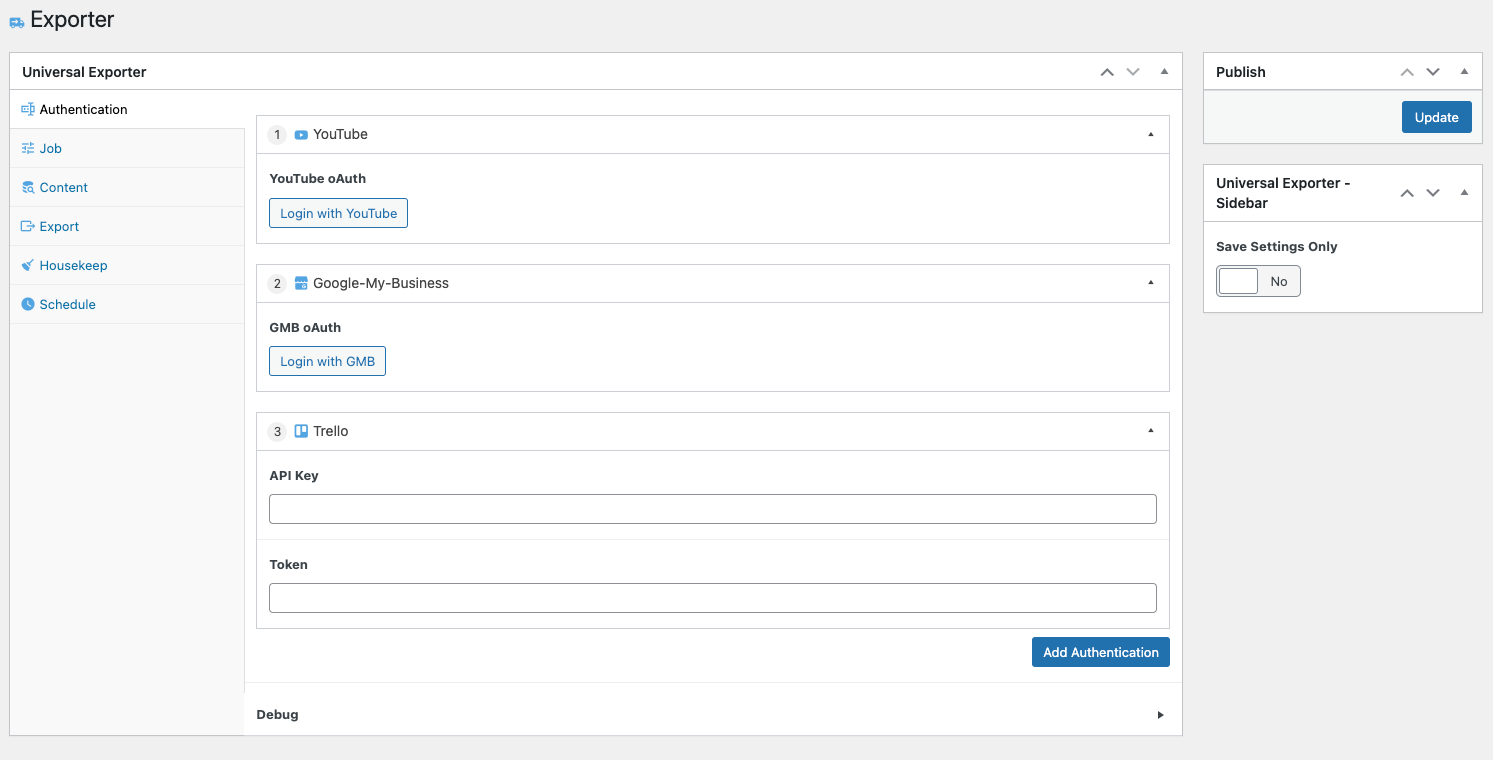 Exporter
Universal Exporter
Authentication
Job
Content
Export
Housekeep
Schedule
1 YouTube
YouTube oAuth
Login with YouTube
2 Google-My-Business
GMB oAuth
Login with GMB
3 Trello
API Key
Token
Add Authentication
Debug
Publish
Update
Universal Exporter -
Sidebar
Save Settings Only
No